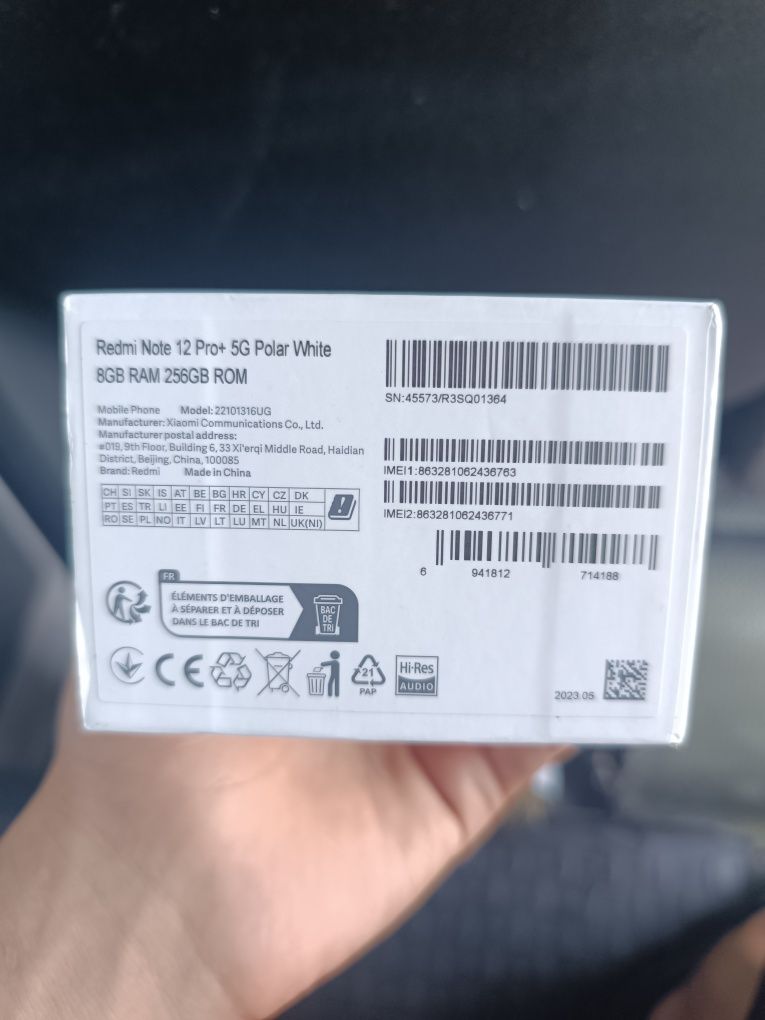 Redmi Note 12 Pro+ 5G Polar White
8GB RAM 256GB ROM
Mobile Phone Model: 22101316UG
Manufacturer: Xiaomi Communications Co., Ltd.
Manufacturer postal address:
#019, 9th Floor, Building 6, 33 Xi'erqi Middle Road, Haidian
District, Beijing, China, 100085
Brand: Redmi Made in China
CH SI SK IS AT BE BG HR CY CZ DK
PT ES TR LI EE FI FR DE EL HU IE
RO SE PL NO IT LV LT LU MT NL UK(NI)
SN:45573/R3SQ01364
IMEI1:863281062436763
IMEI2:863281062436771
6 941812 714188
FR
ÉLÉMENTS D'EMBALLAGE
À SÉPARER ET À DÉPOSER
DANS LE BAC DE TRI
BAC
DE
TRI
CE
21
PAP
Hi-Res
AUDIO
2023.05